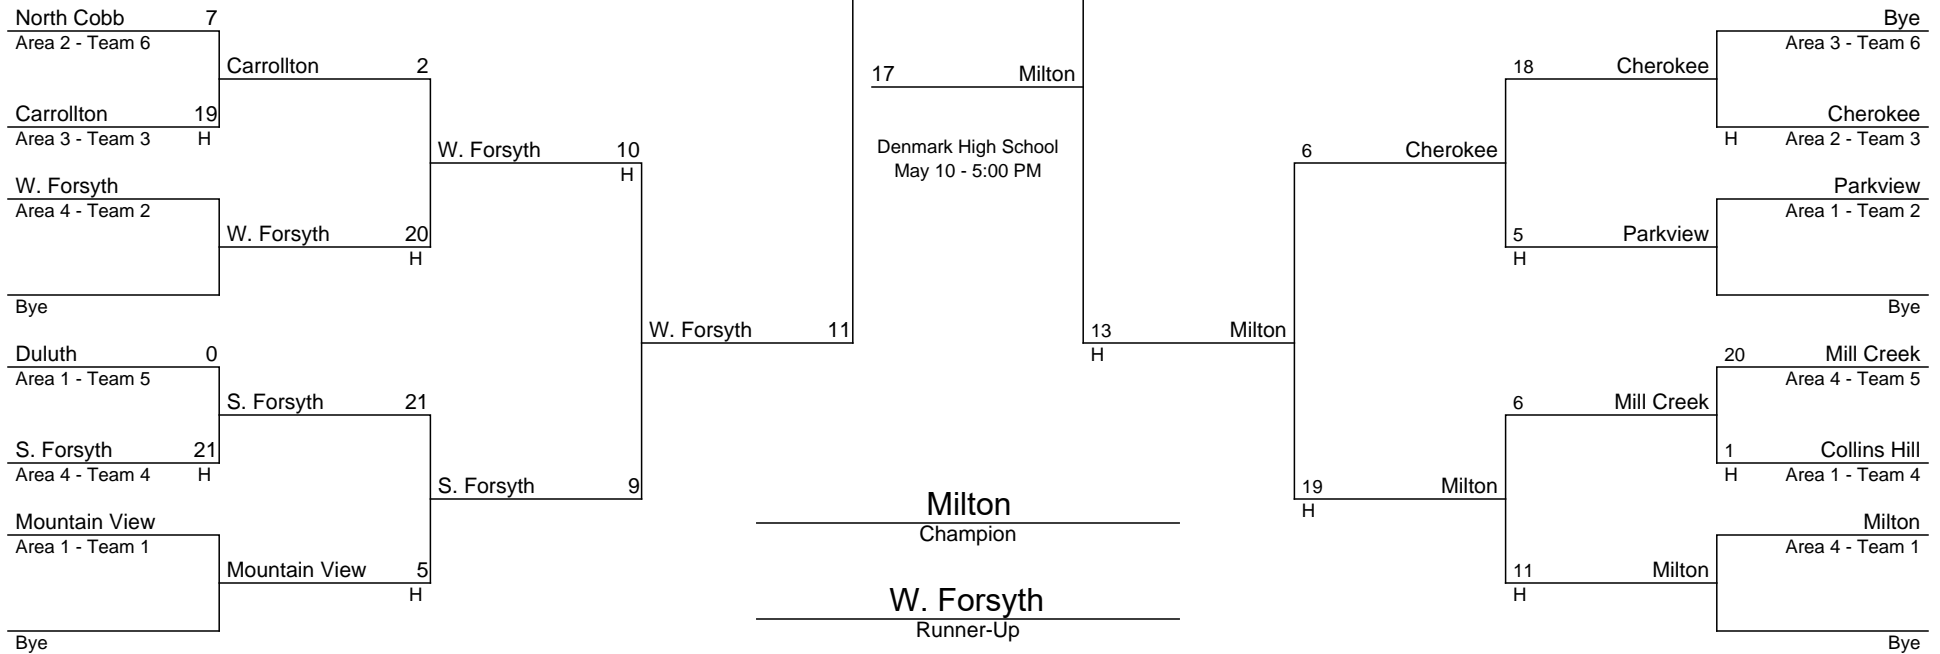 North Cobb 7
Area 2 - Team 6
Carrollton 2
Carrollton 19
Area 3 - Team 3 H
W. Forsyth 10
H
W. Forsyth
Area 4 - Team 2
W. Forsyth 20
H
Bye
W. Forsyth 11
Duluth 0
Area 1 - Team 5
S. Forsyth 21
S. Forsyth 21
Area 4 - Team 4 H
S. Forsyth 9
Mountain View
Area 1 - Team 1
Mountain View 5
H
Bye
17 Milton
Denmark High School
May 10 - 5:00 PM
Milton
Champion
W. Forsyth
Runner-Up
Bye
Area 3 - Team 6
18 Cherokee
Cherokee
H Area 2 - Team 3
6 Cherokee
Parkview
Area 1 - Team 2
5 Parkview
H
Bye
13 Milton
H
20 Mill Creek
Area 4 - Team 5
6 Mill Creek
1 Collins Hill
H Area 1 - Team 4
19 Milton
H
Milton
Area 4 - Team 1
11 Milton
H
Bye